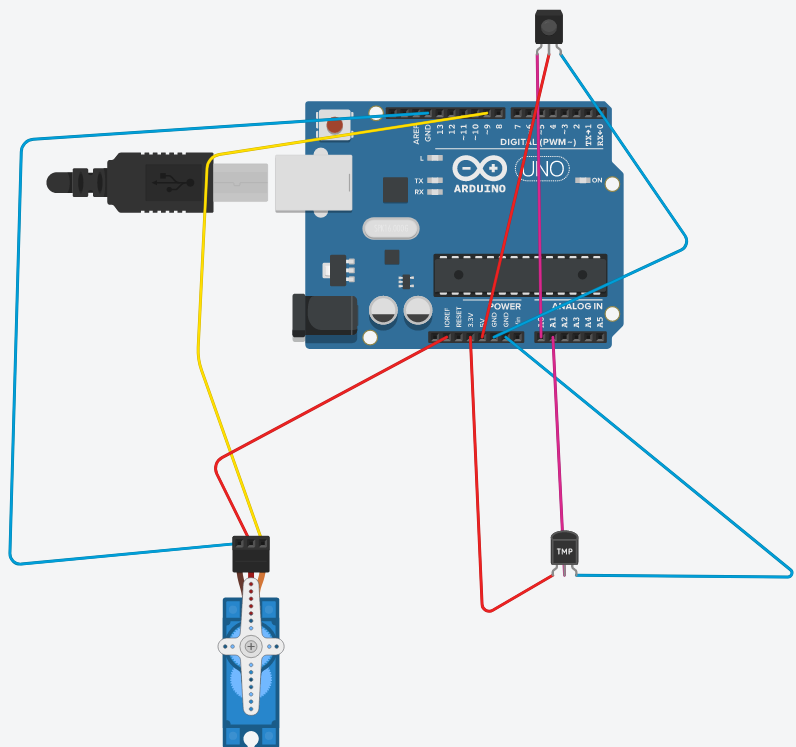 AREF
GND
13
12
~11
~10
~9
8
7
~5
4
~3
2
TX→1
RX←0
DIGITAL (PWM~)
L
TX
RX
ARDUINO
UNO
ON
POWER
ANALOG IN
IOREF
RESET
3.3V
5V
GND
GND
Vin
A0
A1
A2
A3
A4
A5
TMP